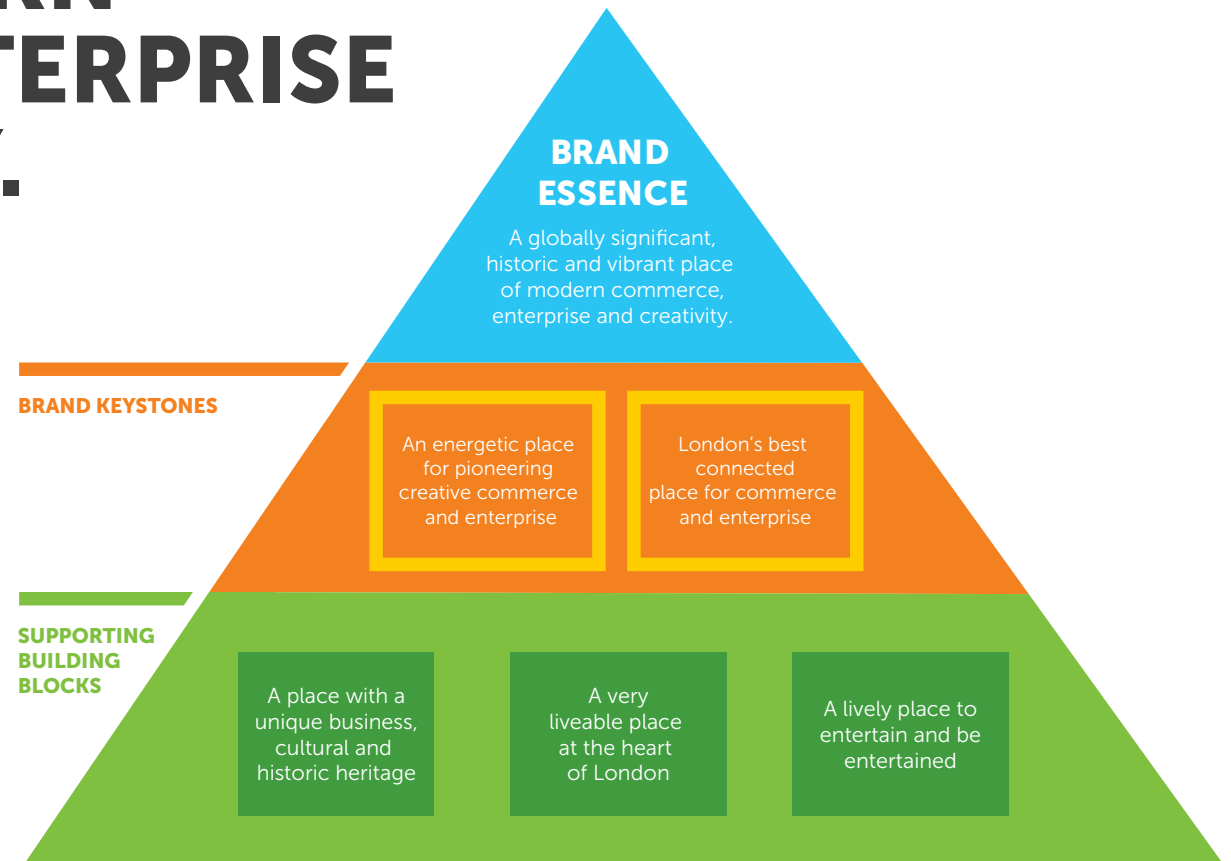 ERPRISE
BRAND
ESSENCE
A globally significant,
historic and vibrant place
of modern commerce,
enterprise and creativity.
BRAND KEYSTONES
An energetic place
for pioneering
creative commerce
and enterprise
London's best
connected
place for commerce
and enterprise
SUPPORTING
BUILDING
BLOCKS
A place with a
unique business,
cultural and
historic heritage
A very
liveable place
at the heart
of London
A lively place to
entertain and be
entertained